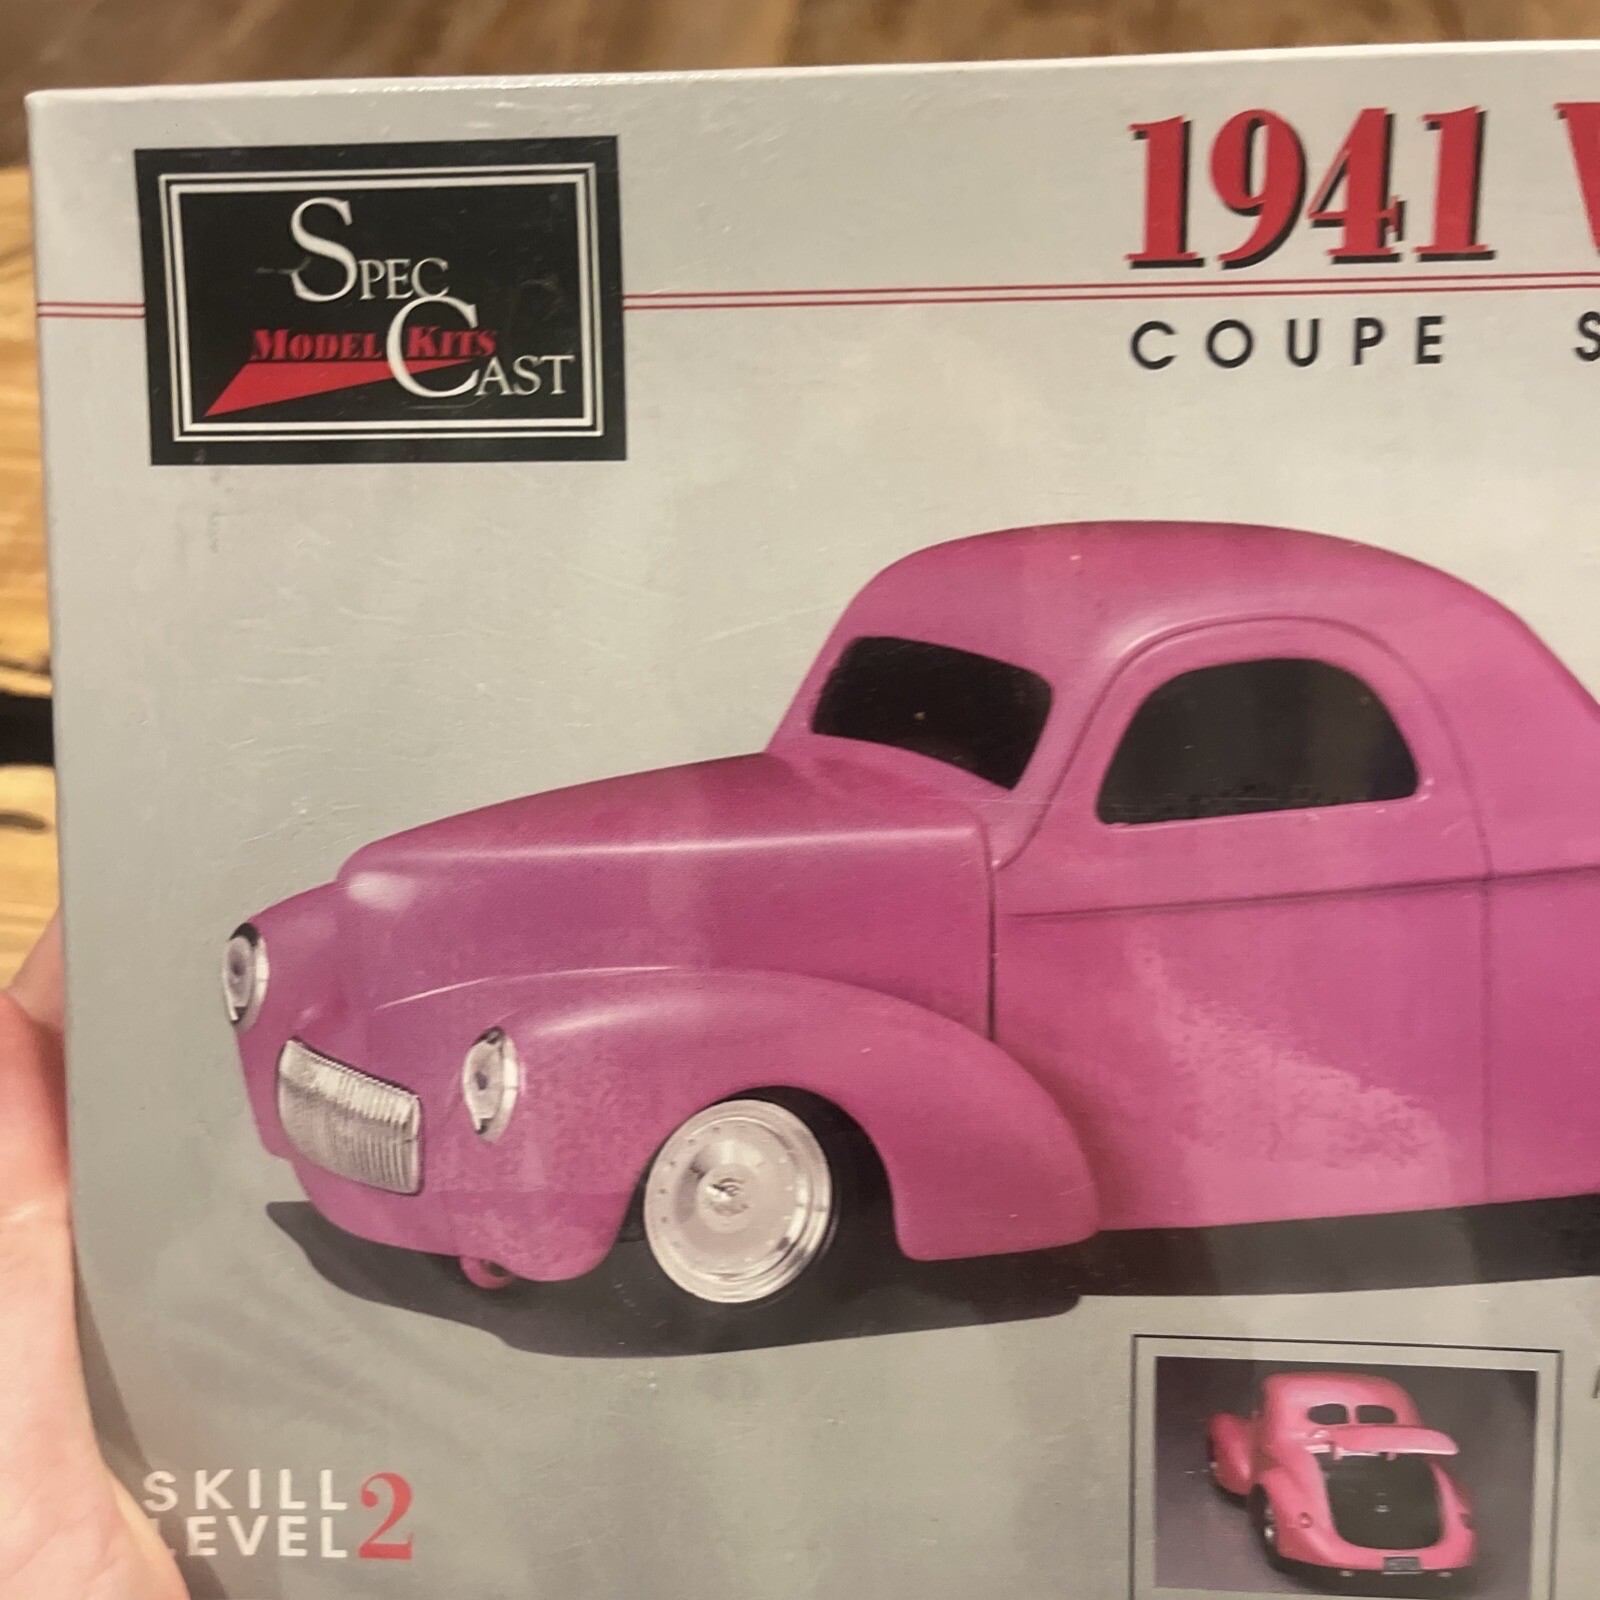 SPEC
MODEL KITS
CAST
1941
COUPE S
SKILL
LEVEL 2